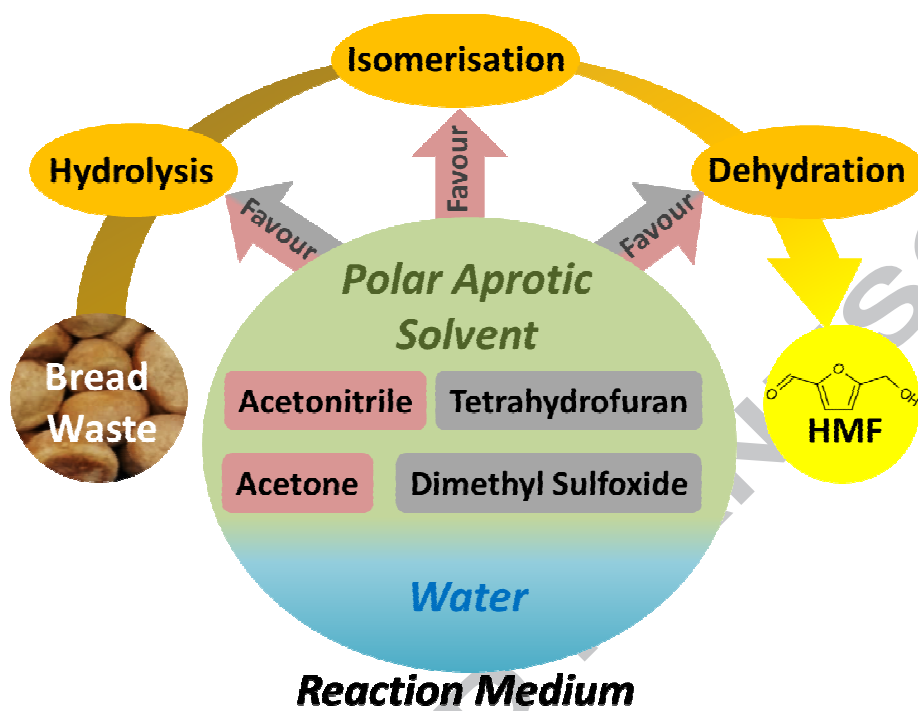 Isomerisation
Hydrolysis
Dehydration
Favour
Favour
Favour
Polar Aprotic
Solvent
Bread
Waste
Acetonitrile
Tetrahydrofuran
Acetone
Dimethyl Sulfoxide
O
O
OH
HMF
Water
Reaction Medium